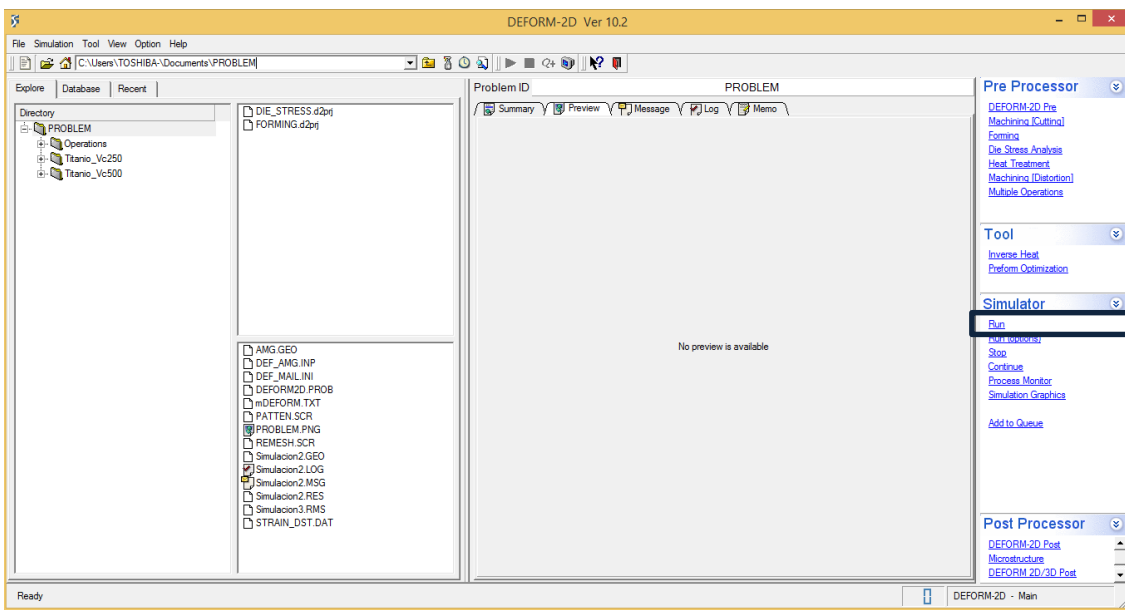 DEFORM-2D Ver 10.2
File Simulation Tool View Option Help
C:\Users\TOSHIBA-\Documents\PROBLEM
Explore Database Recent
Directory
PROBLEM
Operations
Titanio_Vc250
Titanio_Vc500
DIE_STRESS.d2prj
FORMING.d2prj
AMG.GEO
DEF_AMG.INP
DEF_MAIL.INI
DEFORM2D.PROB
mDEFORM.TXT
PATTEN.SCR
PROBLEM.PNG
REMESH.SCR
Simulacion2.GEO
Simulacion2.LOG
Simulacion2.MSG
Simulacion2.RES
Simulacion3.RMS
STRAIN_DST.DAT
Problem ID PROBLEM
Summary Preview Message Log Memo
No preview is available
Pre Processor
DEFORM-2D Pre
Machining [Cutting]
Forming
Die Stress Analysis
Heat Treatment
Machining [Distortion]
Multiple Operations
Tool
Inverse Heat
Preform Optimization
Simulator
Run
Run (options)
Stop
Continue
Process Monitor
Simulation Graphics
Add to Queue
Post Processor
DEFORM-2D Post
Microstructure
DEFORM 2D/3D Post
Ready DEFORM-2D - Main